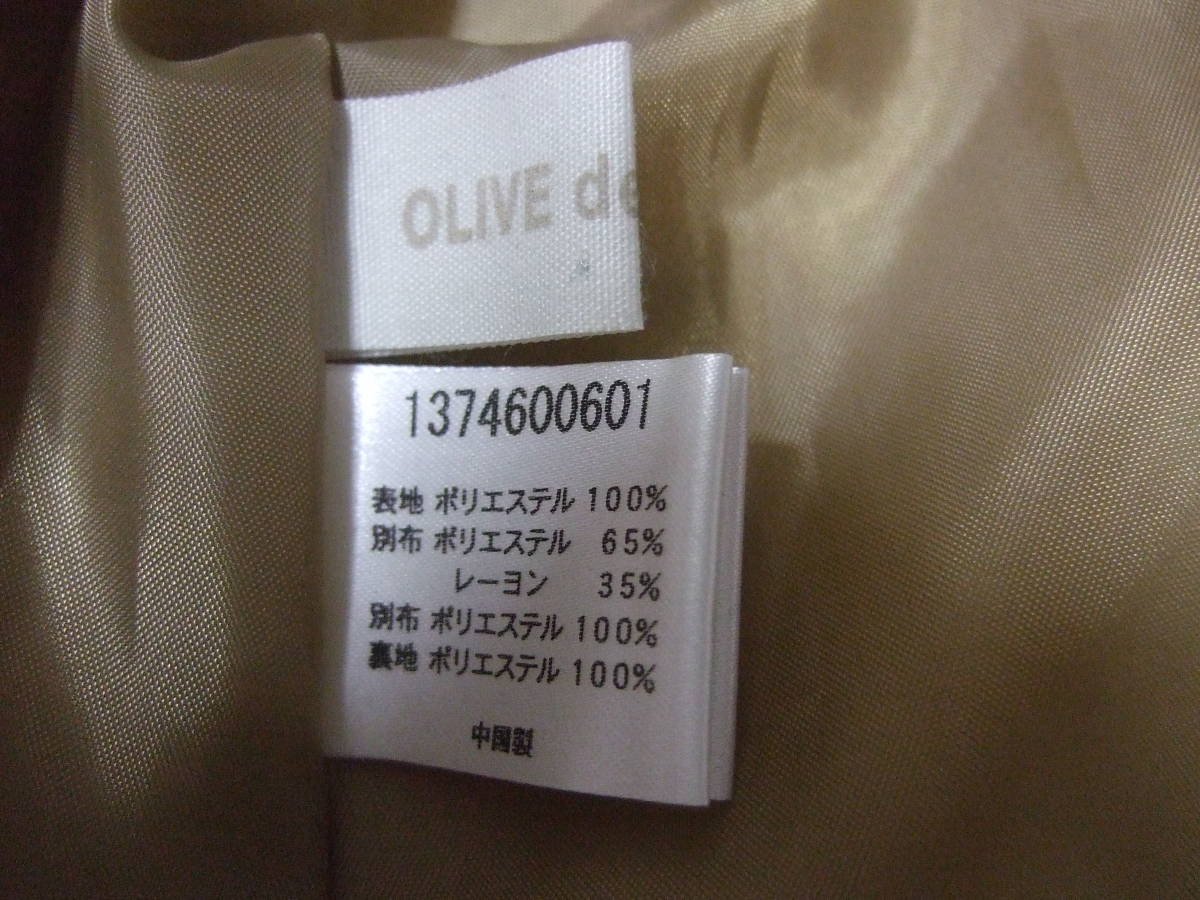 OLIVE de
1374600601
表地 ポリエステル 100%
別布 ポリエステル 65%
レーヨン 35%
別布 ポリエステル 100%
裏地 ポリエステル 100%
中国製